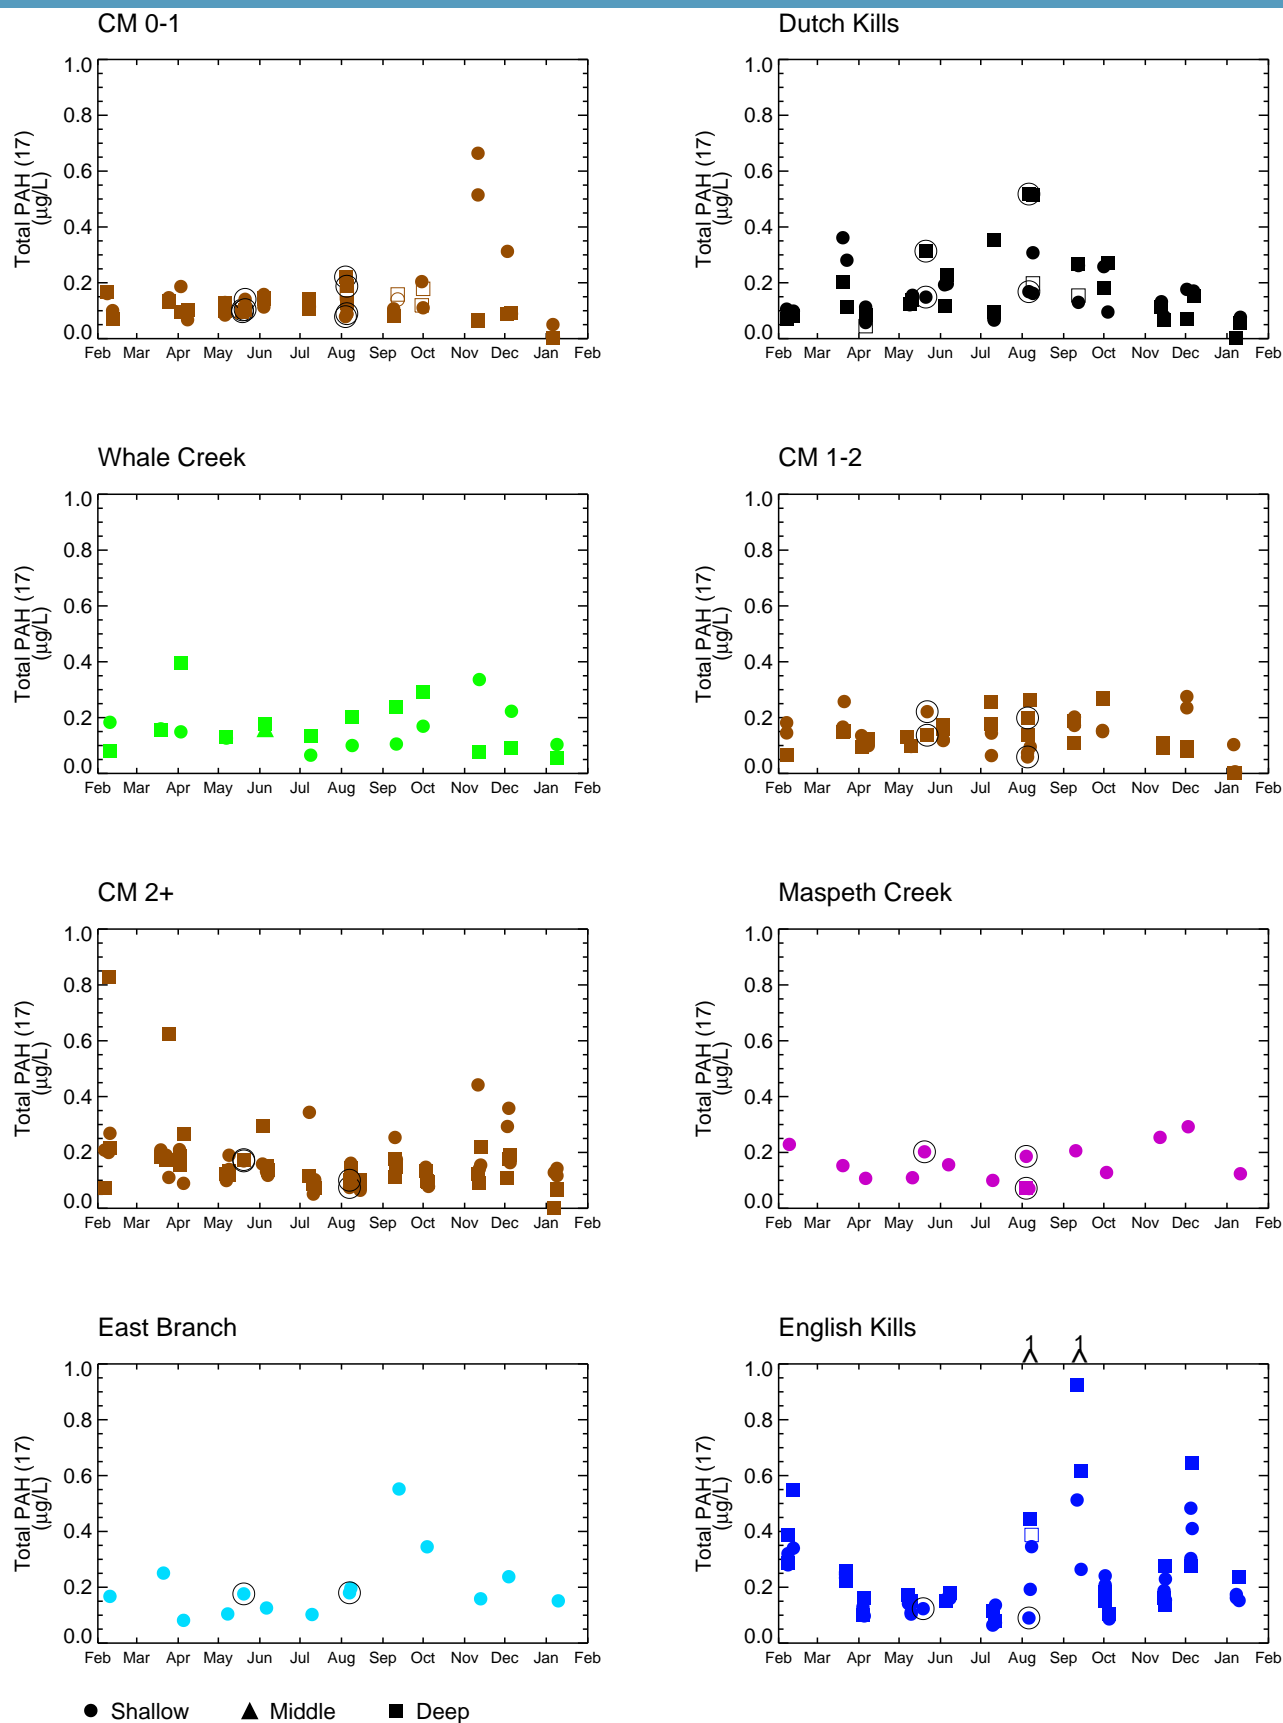 CM 0-1
Total PAH (17)
(µg/L)
1.0
0.8
0.6
0.4
0.2
0.0
Feb Mar Apr May Jun Jul Aug Sep Oct Nov Dec Jan Feb
Dutch Kills
Total PAH (17)
(µg/L)
1.0
0.8
0.6
0.4
0.2
0.0
Feb Mar Apr May Jun Jul Aug Sep Oct Nov Dec Jan Feb
Whale Creek
Total PAH (17)
(µg/L)
1.0
0.8
0.6
0.4
0.2
0.0
Feb Mar Apr May Jun Jul Aug Sep Oct Nov Dec Jan Feb
CM 1-2
Total PAH (17)
(µg/L)
1.0
0.8
0.6
0.4
0.2
0.0
Feb Mar Apr May Jun Jul Aug Sep Oct Nov Dec Jan Feb
CM 2+
Total PAH (17)
(µg/L)
1.0
0.8
0.6
0.4
0.2
0.0
Feb Mar Apr May Jun Jul Aug Sep Oct Nov Dec Jan Feb
Maspeth Creek
Total PAH (17)
(µg/L)
1.0
0.8
0.6
0.4
0.2
0.0
Feb Mar Apr May Jun Jul Aug Sep Oct Nov Dec Jan Feb
East Branch
Total PAH (17)
(µg/L)
1.0
0.8
0.6
0.4
0.2
0.0
Feb Mar Apr May Jun Jul Aug Sep Oct Nov Dec Jan Feb
English Kills
1 1
Total PAH (17)
(µg/L)
1.0
0.8
0.6
0.4
0.2
0.0
Feb Mar Apr May Jun Jul Aug Sep Oct Nov Dec Jan Feb
Shallow Middle Deep